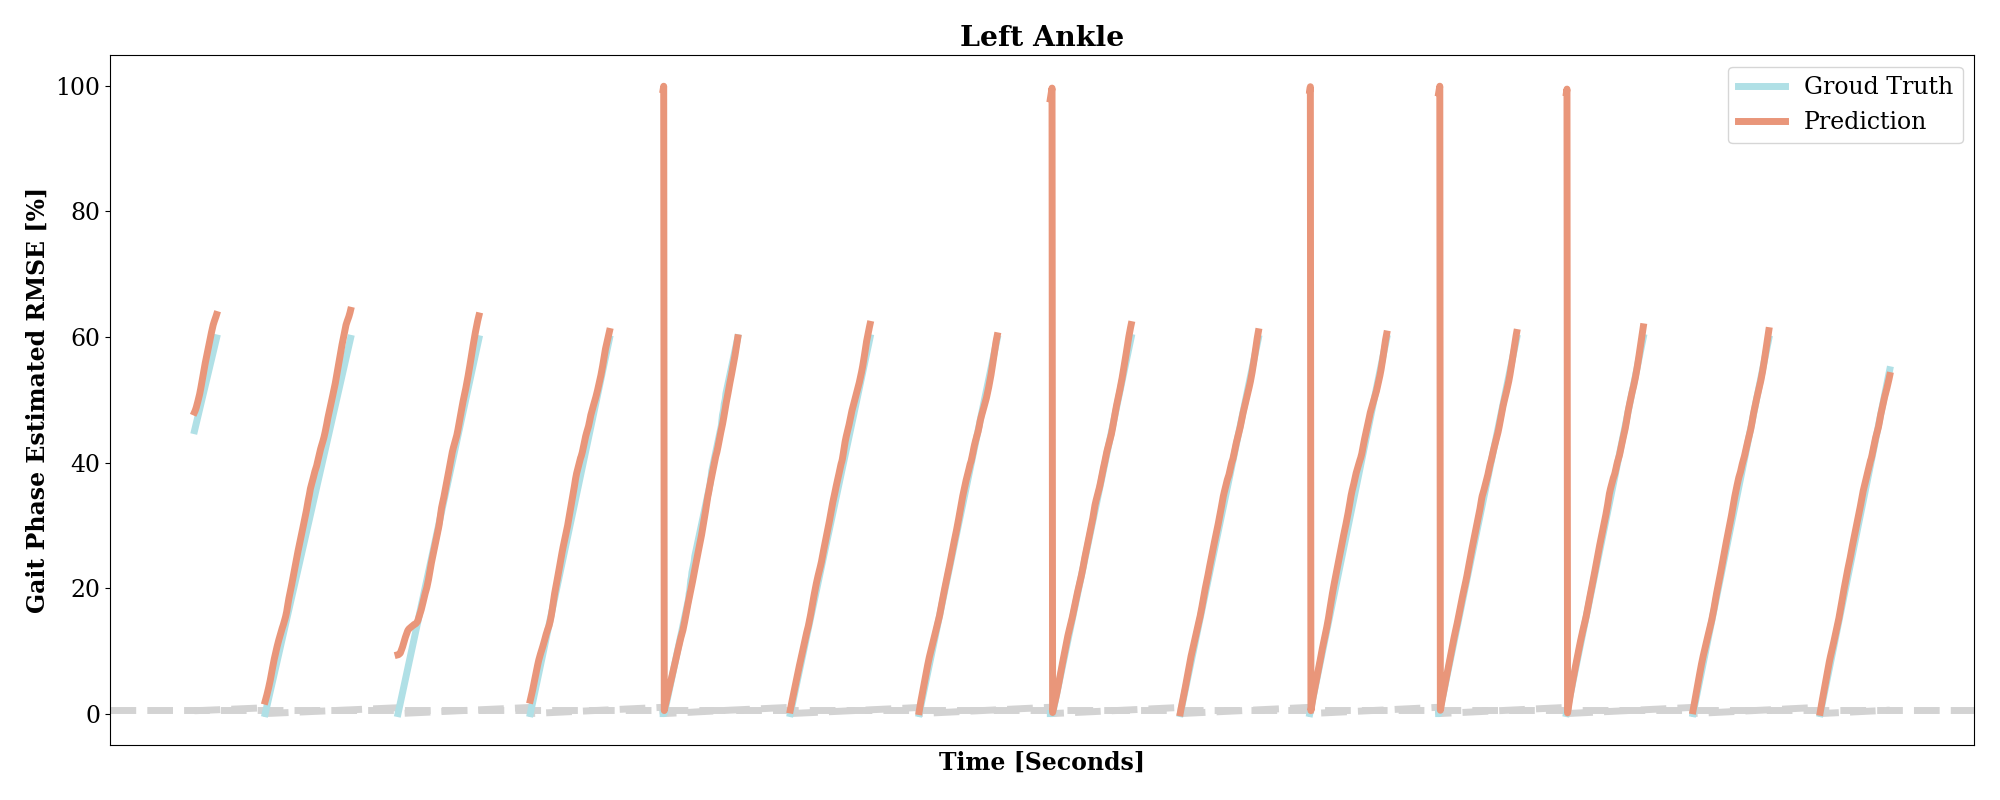 Left Ankle
Groud Truth
Prediction
Gait Phase Estimated RMSE [%]
100
80
60
40
20
0
Time [Seconds]